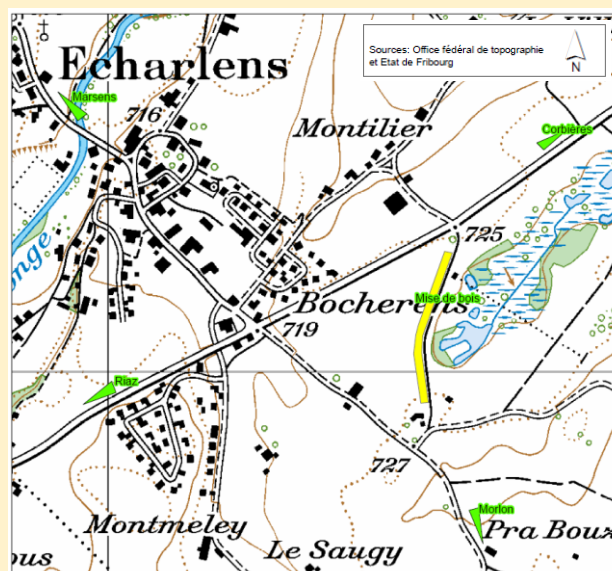 Sources: Office fédéral de topographie
et Etat de Fribourg
N
Echarlens
Marsens
716
Montilier
Corbières
725
onge
Bocherens
Mise de bois
719
Riaz
727
Montmeley
Morlon
Pra Boux
Le Saugy
ous